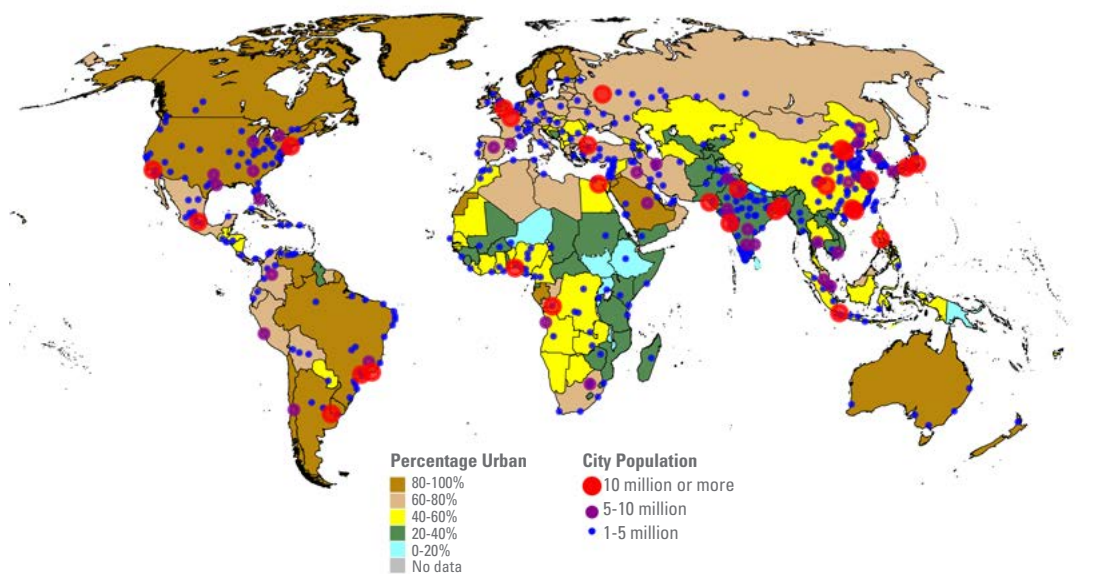 Percentage Urban
80-100%
60-80%
40-60%
20-40%
0-20%
No data
City Population
10 million or more
5-10 million
1-5 million